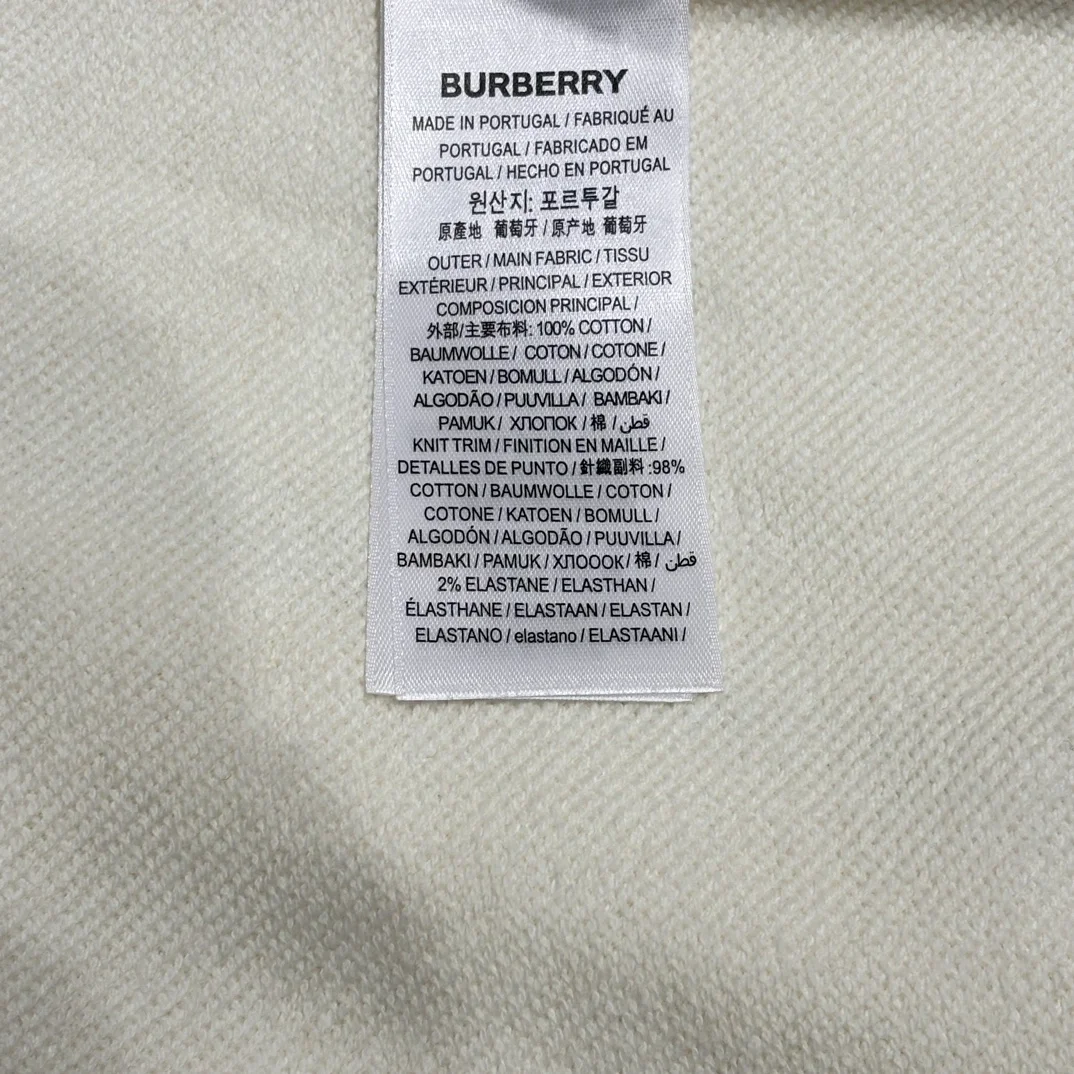 BURBERRY
MADE IN PORTUGAL / FABRIQUÉ AU
PORTUGAL / FABRICADO EM
PORTUGAL / HECHO EN PORTUGAL
원산지: 포르투갈
原產地 葡萄牙 / 原产地 葡萄牙
OUTER / MAIN FABRIC / TISSU
EXTÉRIEUR / PRINCIPAL / EXTERIOR
COMPOSICION PRINCIPAL /
外部/主要布料: 100% COTTON /
BAUMWOLLE / COTON / COTONE /
KATOEN / BOMULL / ALGODÓN /
ALGODÃO / PUUVILLA / BAMBAKI /
PAMUK / ХЛОПОК / 棉 / قطن
KNIT TRIM / FINITION EN MAILLE /
DETALLES DE PUNTO / 針織副料 :98%
COTTON / BAUMWOLLE / COTON /
COTONE / KATOEN / BOMULL /
ALGODÓN / ALGODÃO / PUUVILLA /
BAMBAKI / PAMUK / ХЛОООК / 棉 / قطن
2% ELASTANE / ELASTHAN /
ÉLASTHANE / ELASTAAN / ELASTAN /
ELASTANO / elastano / ELASTAANI /